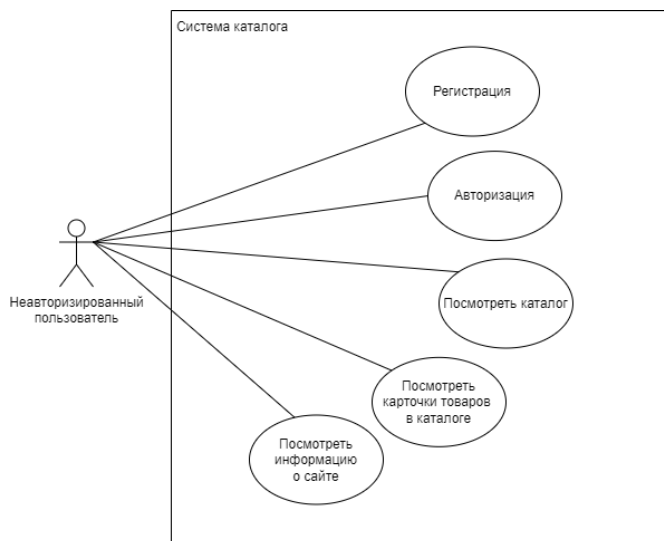 Система каталога
Регистрация
Авторизация
Посмотреть каталог
Неавторизированный
пользователь
Посмотреть
карточки товаров
в каталоге
Посмотреть
информацию
о сайте